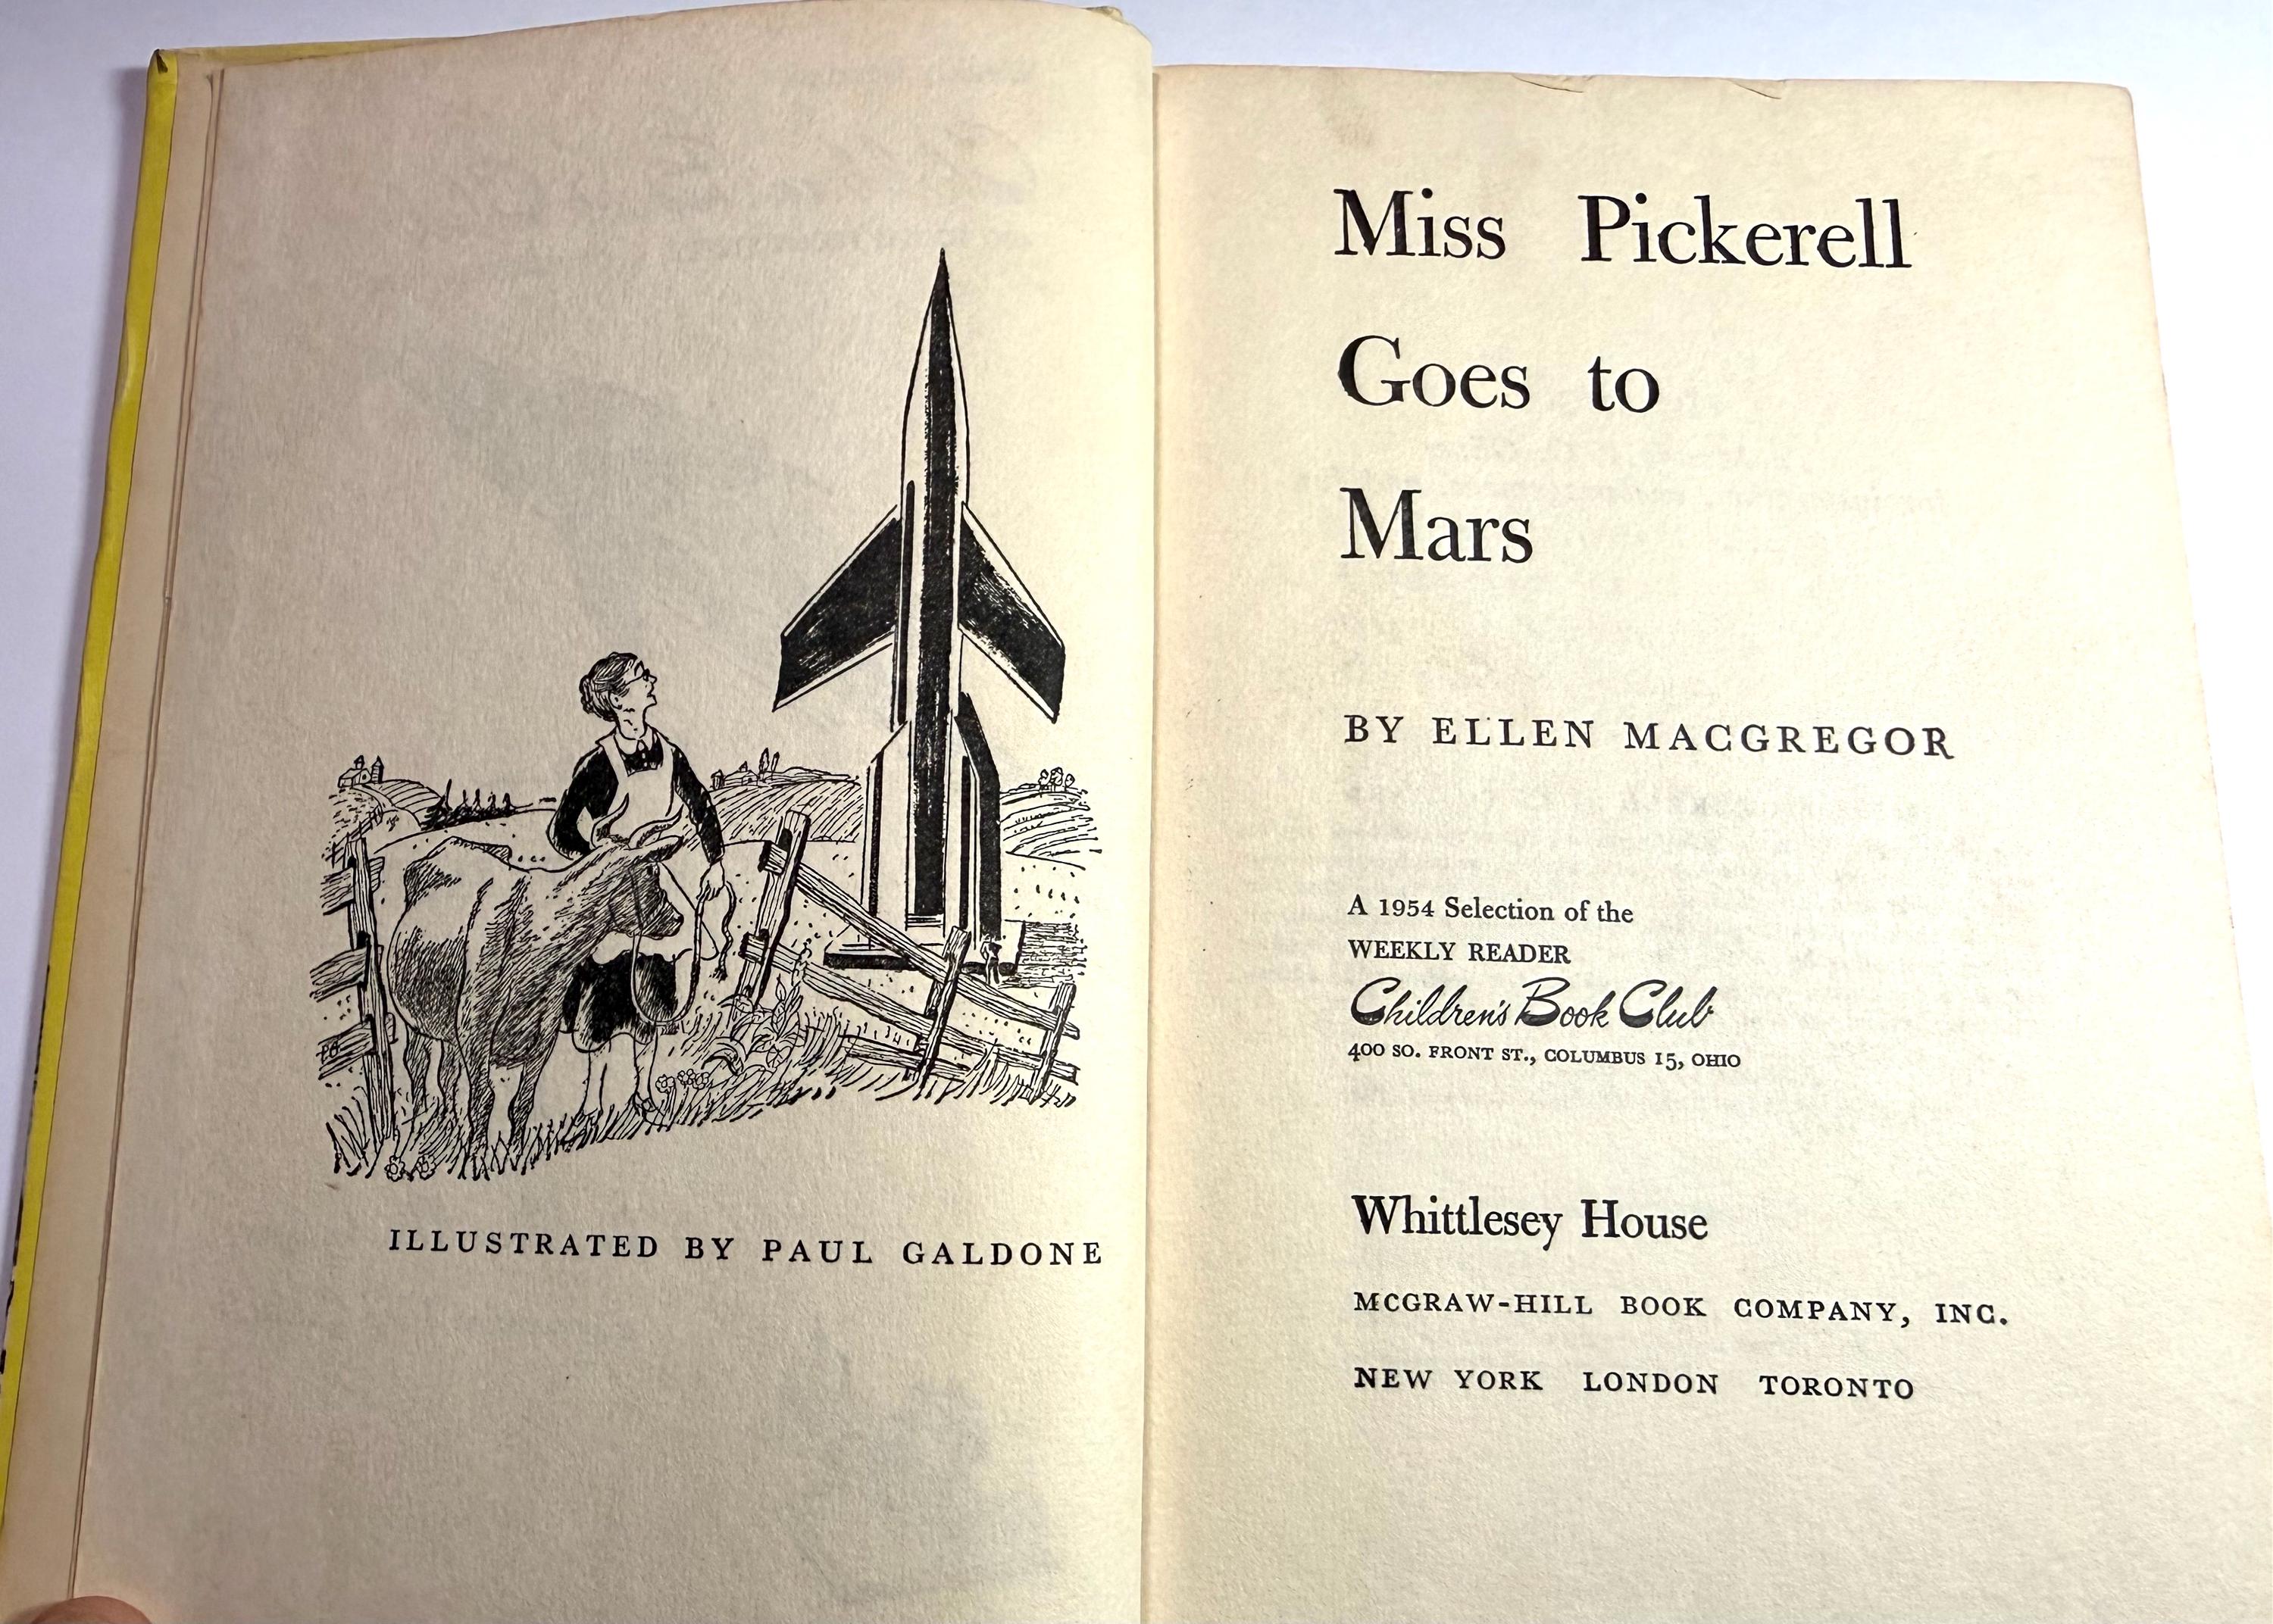 ILLUSTRATED BY PAUL GALDONE
Miss Pickerell
Goes to
Mars
BY ELLEN MACGREGOR
A 1954 Selection of the
WEEKLY READER
Children's Book Club
400 SO. FRONT ST., COLUMBUS 15, OHIO
Whittlesey House
MCGRAW-HILL BOOK COMPANY, INC.
NEW YORK LONDON TORONTO